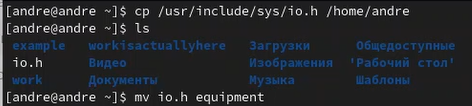 [andre@andre ~]$ cp /usr/include/sys/io.h /home/andre
[andre@andre ~]$ ls
example workisactuallyhere Загрузки Общедоступные
io.h Видео Изображения 'Рабочий стол'
work Документы Музыка Шаблоны
[andre@andre ~]$ mv io.h equipment